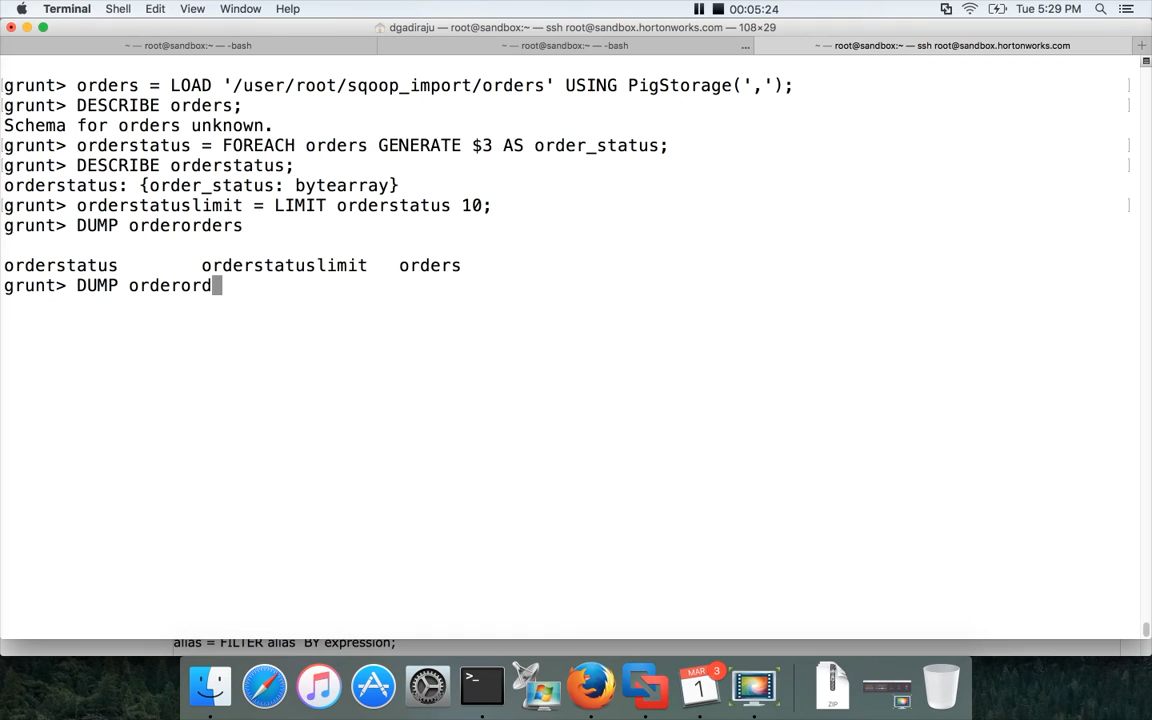 Terminal Shell Edit View Window Help 00:05:24 Tue 5:29 PM
dgadiraju — root@sandbox:~ — ssh root@sandbox.hortonworks.com — 108×29
~ — root@sandbox:~ — -bash
~ — root@sandbox:~ — -bash ...
~ — root@sandbox:~ — ssh root@sandbox.hortonworks.com +
grunt> orders = LOAD '/user/root/sqoop_import/orders' USING PigStorage(',');
grunt> DESCRIBE orders;
Schema for orders unknown.
grunt> orderstatus = FOREACH orders GENERATE $3 AS order_status;
grunt> DESCRIBE orderstatus;
orderstatus: {order_status: bytearray}
grunt> orderstatuslimit = LIMIT orderstatus 10;
grunt> DUMP orderorders
orderstatus orderstatuslimit orders
grunt> DUMP orderord
alias = FILTER alias BY expression;
>_
MAR
1
3
ZIP